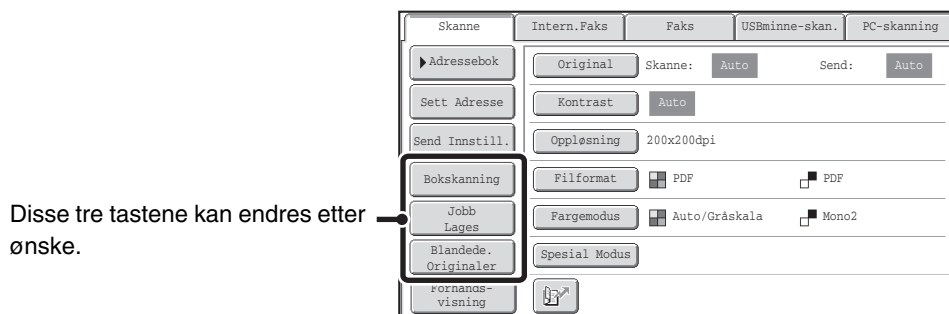 Skanne
Intern.Faks
Faks
USBminne-skan.
PC-skanning
Adressebok
Original
Skanne:
Auto
Send:
Auto
Sett Adresse
Kontrast
Auto
Send Innstill.
Oppløsning
200x200dpi
Bokskanning
Filformat
PDF
PDF
Disse tre tastene kan endres etter
ønske.
Jobb
Lages
Fargemodus
Auto/Gråskala
Mono2
Blandede.
Originaler
Spesial Modus
Forhånds-
visning